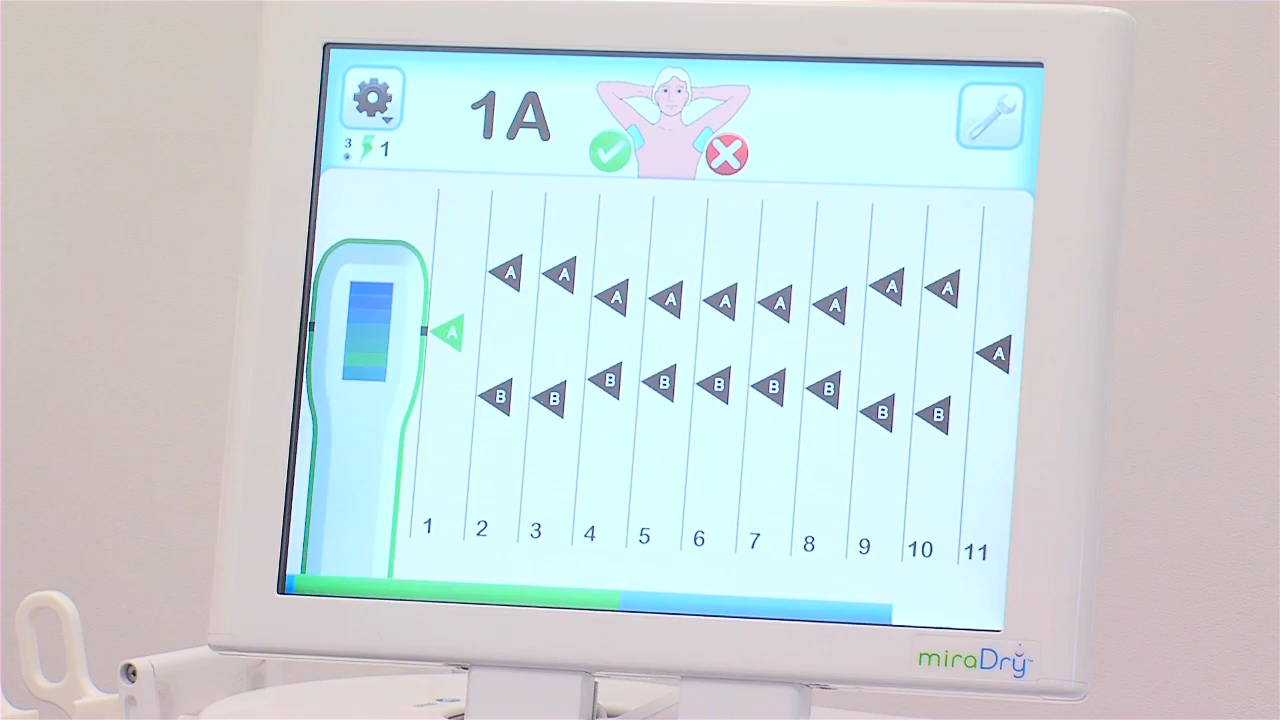 1A
3 1
A A A A A A A A A
A A
B B B B B B B B B
1 2 3 4 5 6 7 8 9 10 11
miraDry